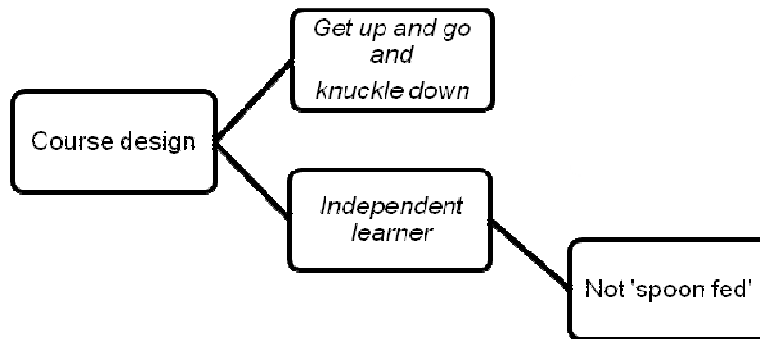 Get up and go
and
knuckle down
Course design
Independent
learner
Not 'spoon fed'